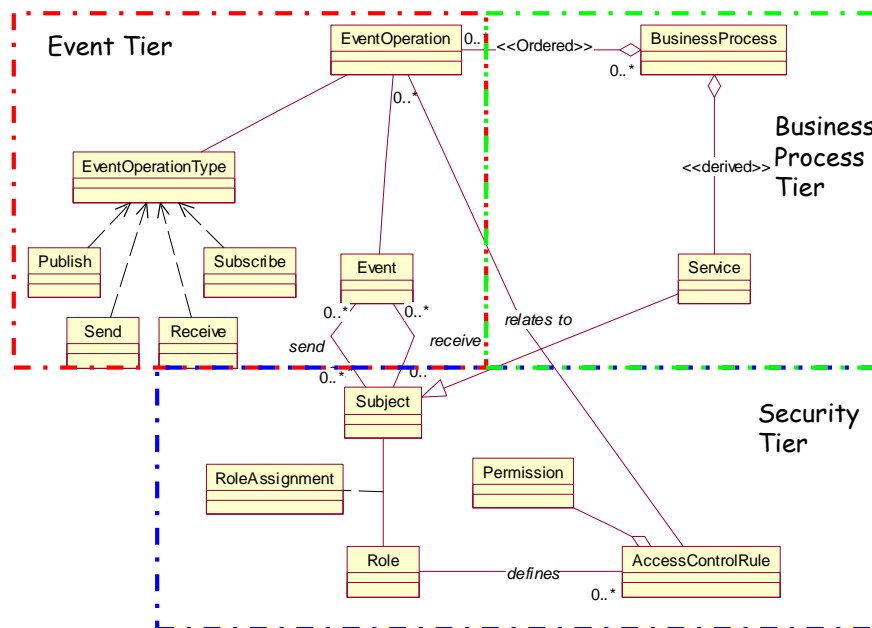 Event Tier
EventOperation
0..
<<Ordered>>
0..*
BusinessProcess
0..*
Business
Process
Tier
EventOperationType
<<derived>>
Publish
Subscribe
Event
Service
0..*
0..*
Send
Receive
send
receive
relates to
0..*
0..
Subject
Security
Tier
RoleAssignment
Permission
Role
defines
AccessControlRule
0..*